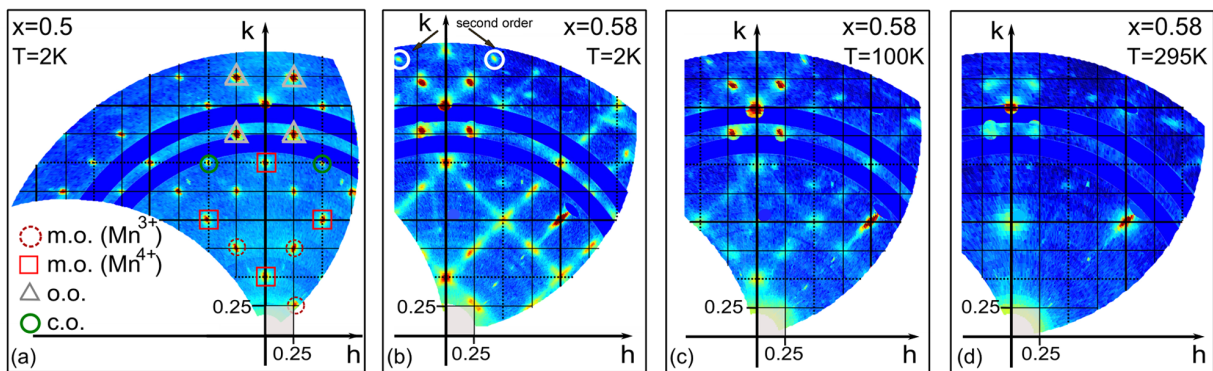 x=0.5
T=2K
k
0.25
0.25
h
m.o. (Mn3+)
m.o. (Mn4+)
o.o.
c.o.
(a)
k
second order
x=0.58
T=2K
0.25
0.25
h
(b)
k
x=0.58
T=100K
0.25
0.25
h
(c)
k
x=0.58
T=295K
0.25
0.25
h
(d)